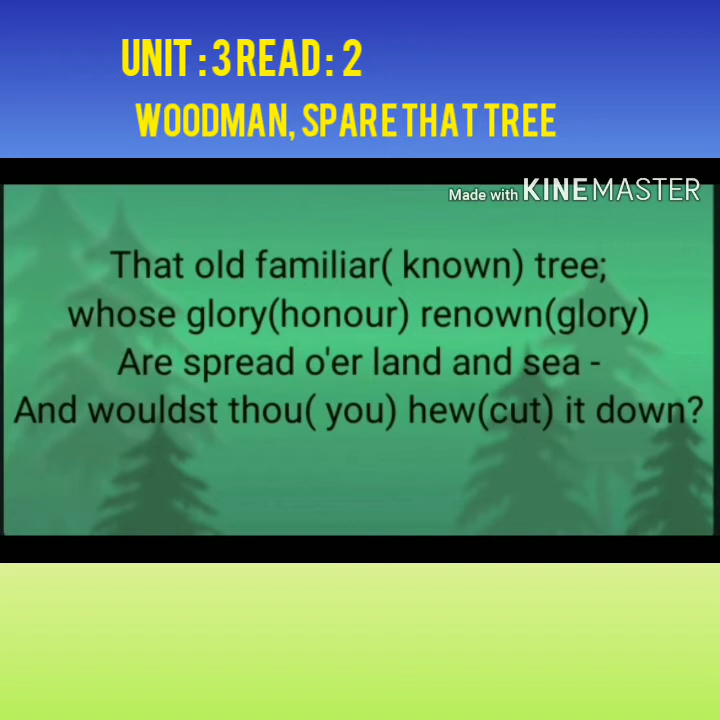 UNIT : 3 READ : 2
WOODMAN, SPARE THAT TREE
Made with KINEMASTER
That old familiar( known) tree;
whose glory(honour) renown(glory)
Are spread o'er land and sea -
And wouldst thou( you) hew(cut) it down?